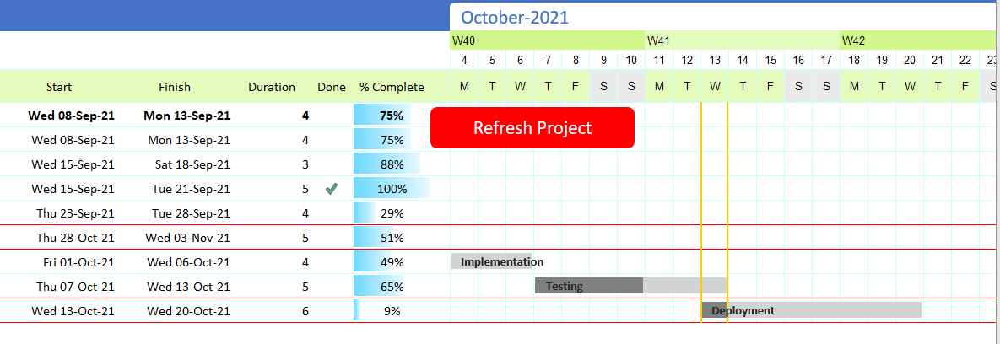 October-2021
W40 W41 W42
4 5 6 7 8 9 10 11 12 13 14 15 16 17 18 19 20 21 22 23
Start Finish Duration Done % Complete M T W T F S S M T W T F S S M T W T F S
Wed 08-Sep-21 Mon 13-Sep-21 4 75%
Refresh Project
Wed 08-Sep-21 Mon 13-Sep-21 4 75%
Wed 15-Sep-21 Sat 18-Sep-21 3 88%
Wed 15-Sep-21 Tue 21-Sep-21 5 100%
Thu 23-Sep-21 Tue 28-Sep-21 4 29%
Thu 28-Oct-21 Wed 03-Nov-21 5 51%
Fri 01-Oct-21 Wed 06-Oct-21 4 49% Implementation
Thu 07-Oct-21 Wed 13-Oct-21 5 65% Testing
Wed 13-Oct-21 Wed 20-Oct-21 6 9% Deployment